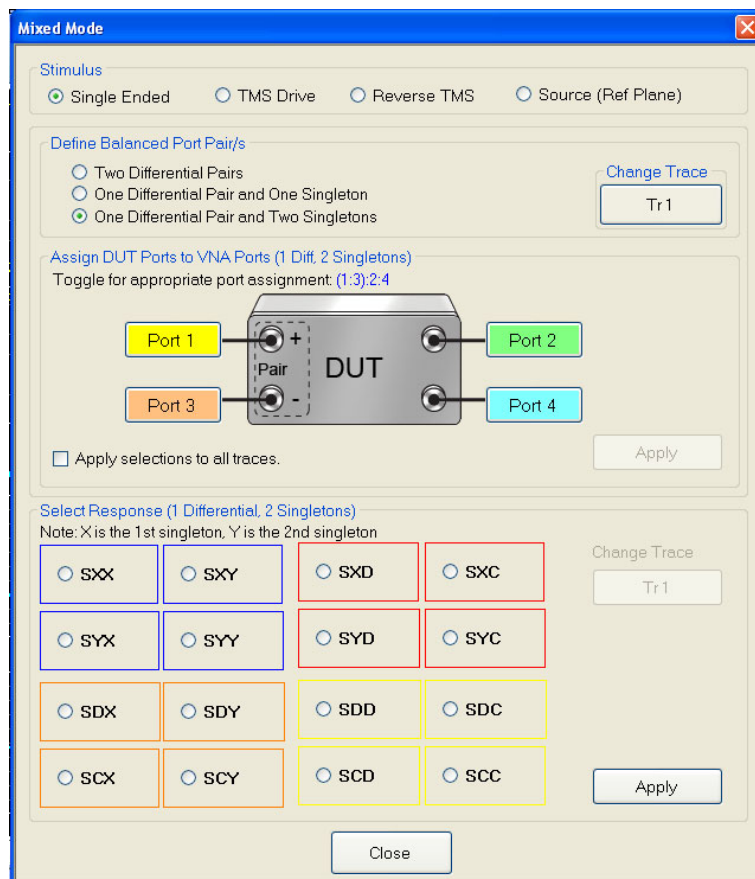 Mixed Mode
Stimulus
Single Ended TMS Drive Reverse TMS Source (Ref Plane)
Define Balanced Port Pair/s
Two Differential Pairs
One Differential Pair and One Singleton
One Differential Pair and Two Singletons
Change Trace
Tr1
Assign DUT Ports to VNA Ports (1 Diff, 2 Singletons)
Toggle for appropriate port assignment: (1:3):2:4
Port 1 + Port 2
Pair DUT
Port 3 - Port 4
Apply selections to all traces.
Apply
Select Response (1 Differential, 2 Singletons)
Note: X is the 1st singleton, Y is the 2nd singleton
Change Trace
Tr1
SXX SXY SXD SXC
SYX SYY SYD SYC
SDX SDY SDD SDC
SCX SCY SCD SCC
Apply
Close